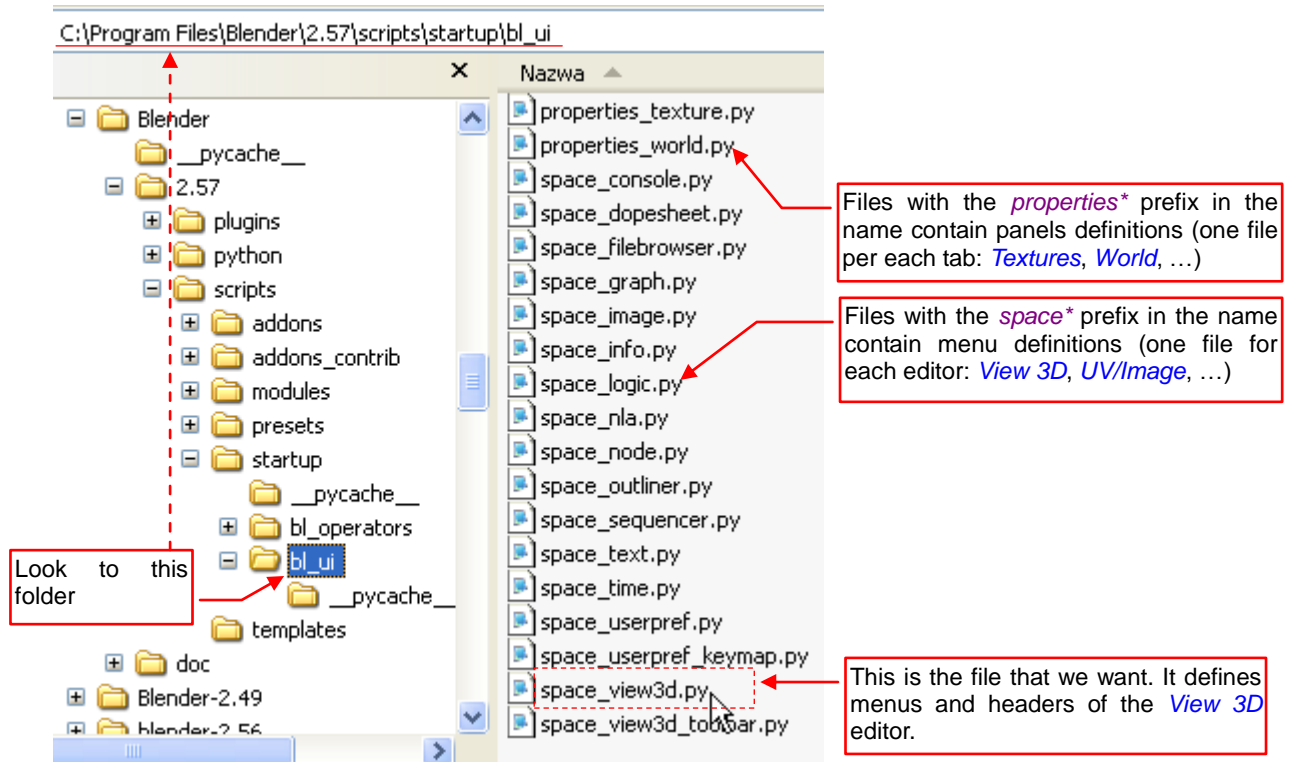 C:\Program Files\Blender\2.57\scripts\startup\bl_ui
Nazwa
Blender
__pycache__
2.57
plugins
python
scripts
addons
addons_contrib
modules
presets
startup
__pycache__
bl_operators
bl_ui
__pycache__
templates
doc
Blender-2.49
blender-2.56
properties_texture.py
properties_world.py
space_console.py
space_dopesheet.py
space_filebrowser.py
space_graph.py
space_image.py
space_info.py
space_logic.py
space_nla.py
space_node.py
space_outliner.py
space_sequencer.py
space_text.py
space_time.py
space_userpref.py
space_userpref_keymap.py
space_view3d.py
space_view3d_toolbar.py
Look to this
folder
Files with the properties* prefix in the
name contain panels definitions (one file
per each tab: Textures, World, …)
Files with the space* prefix in the name
contain menu definitions (one file for
each editor: View 3D, UV/Image, …)
This is the file that we want. It defines
menus and headers of the View 3D
editor.